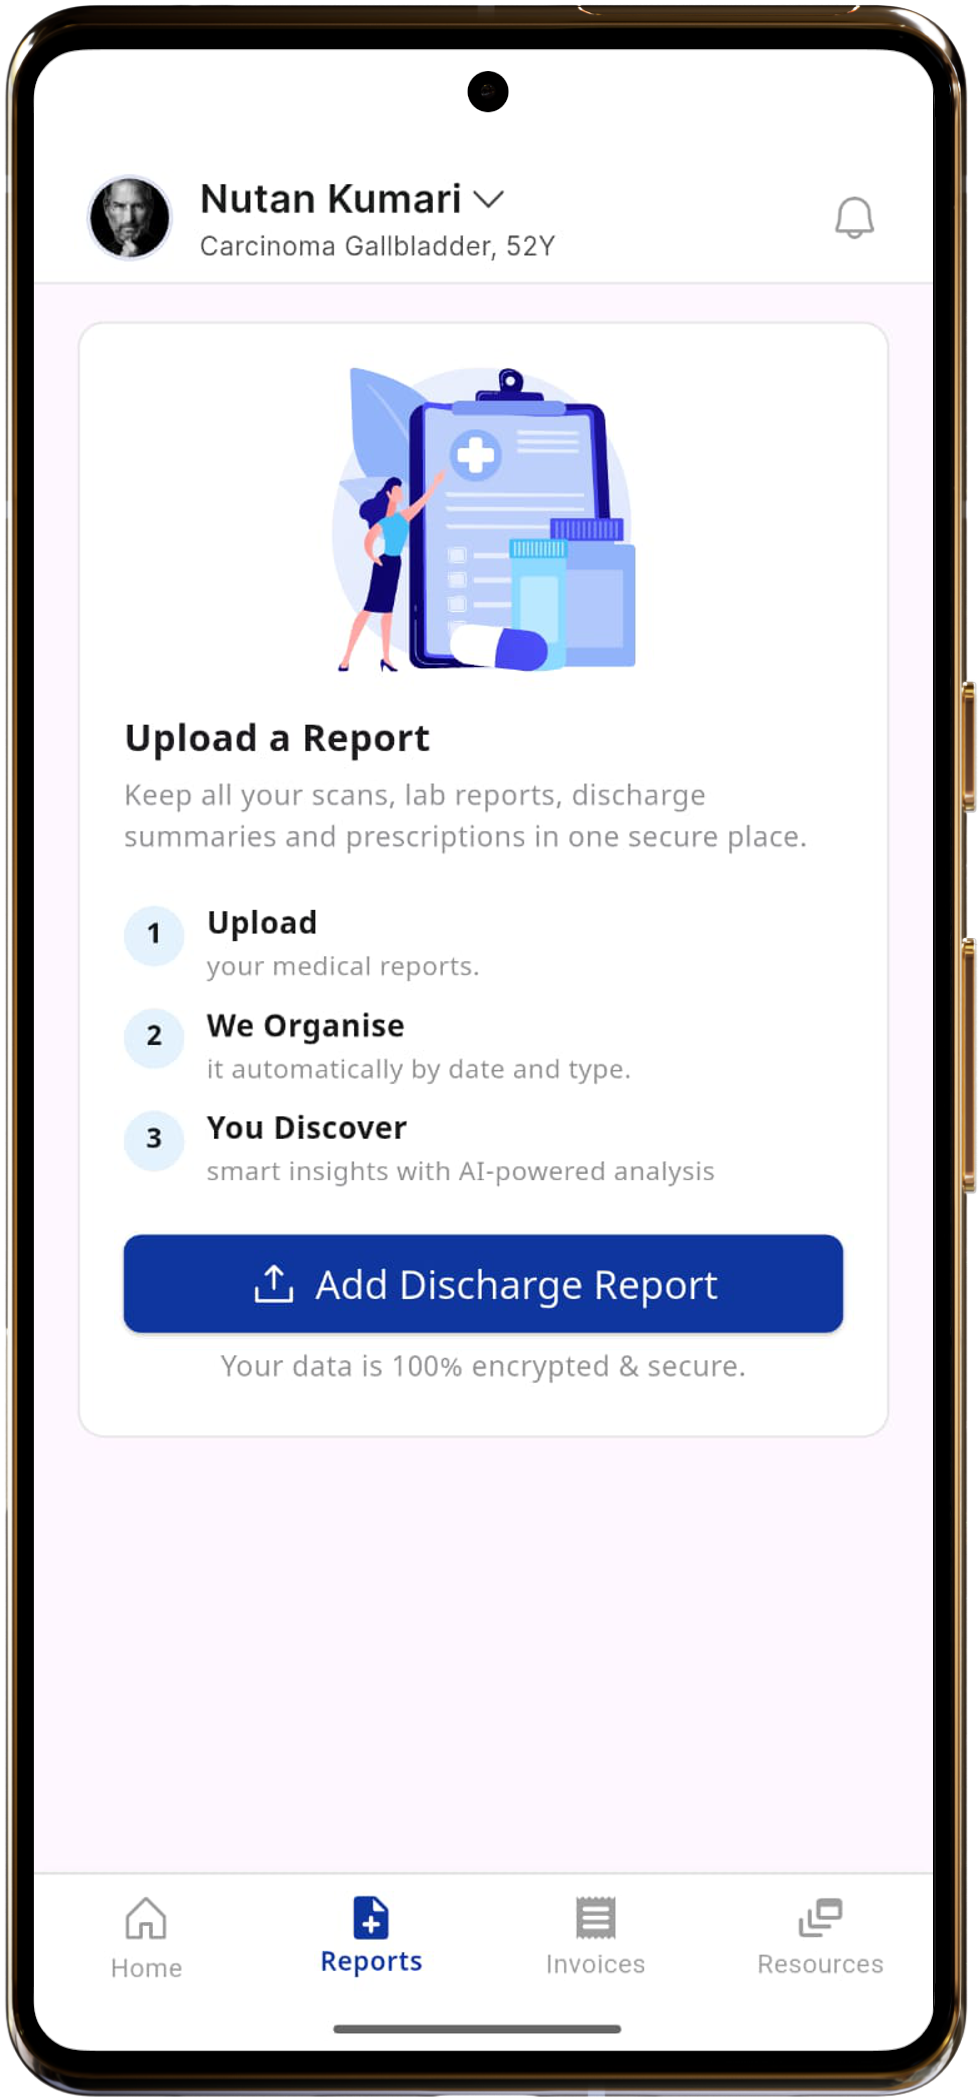 Nutan Kumari
Carcinoma Gallbladder, 52Y
Upload a Report
Keep all your scans, lab reports, discharge
summaries and prescriptions in one secure place.
1
Upload
your medical reports.
2
We Organise
it automatically by date and type.
3
You Discover
smart insights with AI-powered analysis
Add Discharge Report
Your data is 100% encrypted & secure.
Home
Reports
Invoices
Resources